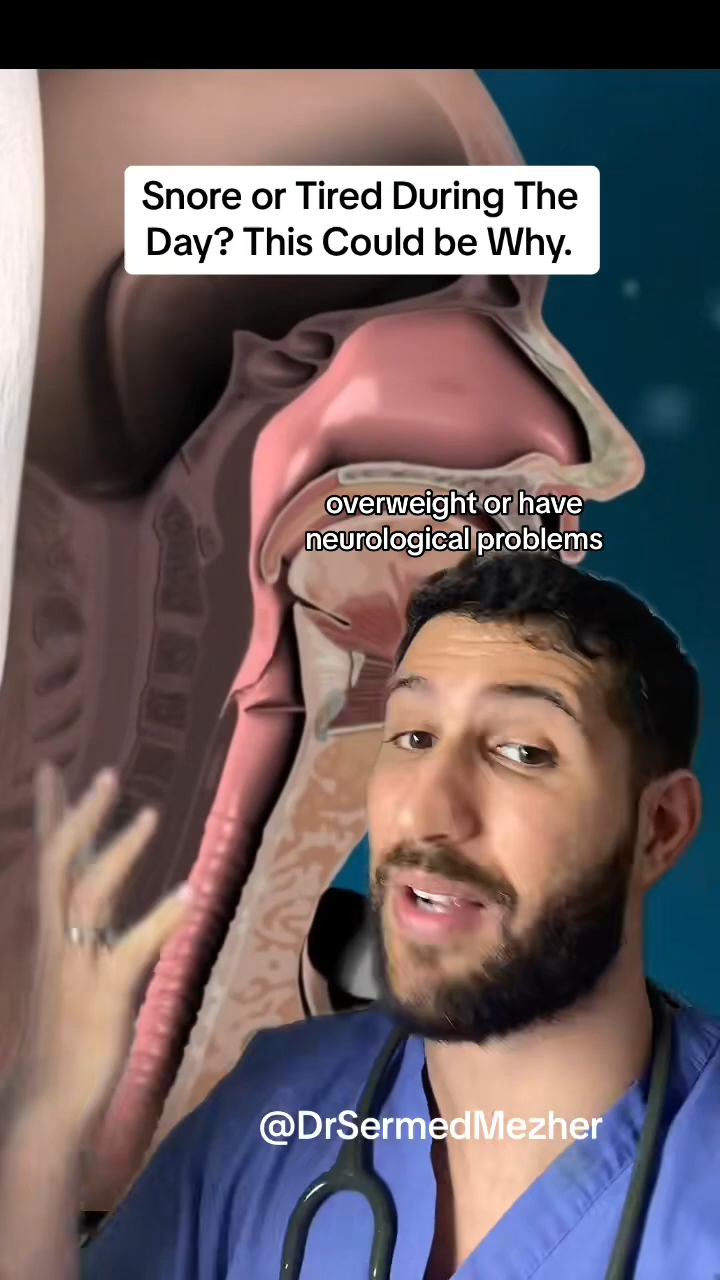 Snore or Tired During The
Day? This Could be Why.
overweight or have
neurological problems
@DrSermedMezher